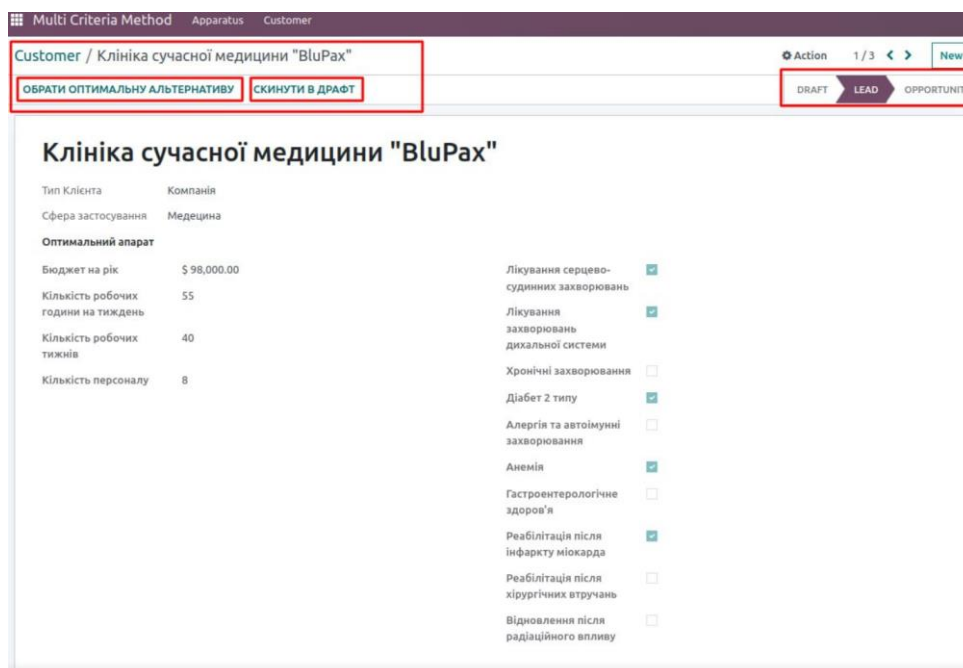 Multi Criteria Method Apparatus Customer
Customer / Клініка сучасної медицини "BluPax"
Action 1 / 3 New
ОБРАТИ ОПТИМАЛЬНУ АЛЬТЕРНАТИВУ СКИНУТИ В ДРАФТ
DRAFT LEAD OPPORTUNIT
Клініка сучасної медицини "BluPax"
Тип Клієнта Компанія
Сфера застосування Медецина
Оптимальний апарат
Бюджет на рік $ 98,000.00
Кількість робочих
години на тиждень 55
Кількість робочих
тижнів 40
Кількість персоналу 8
Лікування серцево-
судинних захворювань
Лікування
захворювань
дихальної системи
Хронічні захворювання
Діабет 2 типу
Алергія та автоімунні
захворювання
Анемія
Гастроентерологічне
здоров'я
Реабілітація після
інфаркту міокарда
Реабілітація після
хірургічних втручань
Відновлення після
радіаційного впливу